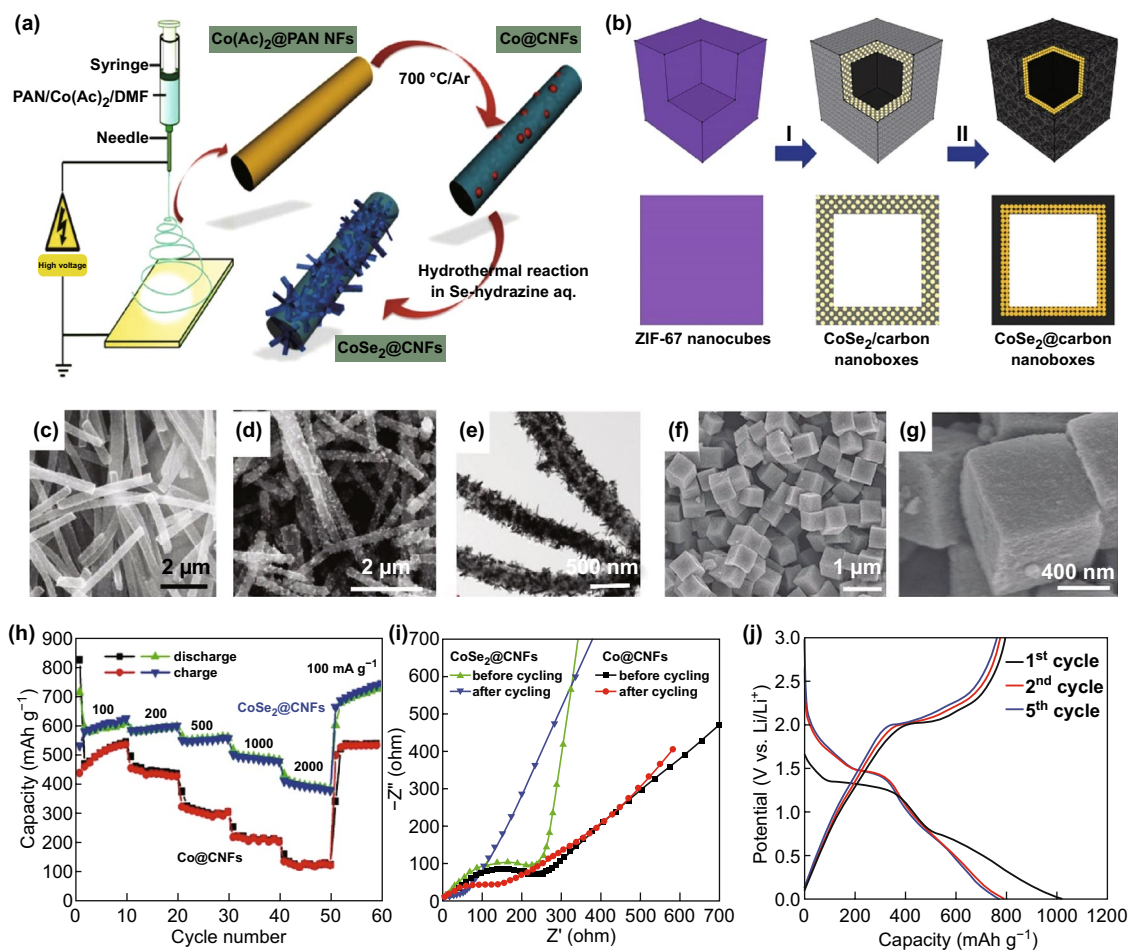 (a)
Syringe
PAN/Co(Ac)₂/DMF
Needle
High voltage
Co(Ac)₂@PAN NFs
700 °C/Ar
Co@CNFs
Hydrothermal reaction
in Se-hydrazine aq.
CoSe₂@CNFs
(b)
I
II
ZIF-67 nanocubes
CoSe₂/carbon
nanoboxes
CoSe₂@carbon
nanoboxes
(c)
2 µm
(d)
2 µm
(e)
500 nm
(f)
1 µm
(g)
400 nm
(h)
900
800
700
600
500
400
300
200
100
0
Capacity (mAh g⁻¹)
discharge
charge
100 mA g⁻¹
CoSe₂@CNFs
100
200
500
1000
2000
Co@CNFs
0 10 20 30 40 50 60
Cycle number
(i)
700
600
500
400
300
200
100
0
−Z″ (ohm)
CoSe₂@CNFs
before cycling
after cycling
Co@CNFs
before cycling
after cycling
0 100 200 300 400 500 600 700
Z′ (ohm)
(j)
3.0
2.5
2.0
1.5
1.0
0.5
0.0
Potential (V vs. Li/Li⁺)
1ˢᵗ cycle
2ⁿᵈ cycle
5ᵗʰ cycle
0 200 400 600 800 1000 1200
Capacity (mAh g⁻¹)